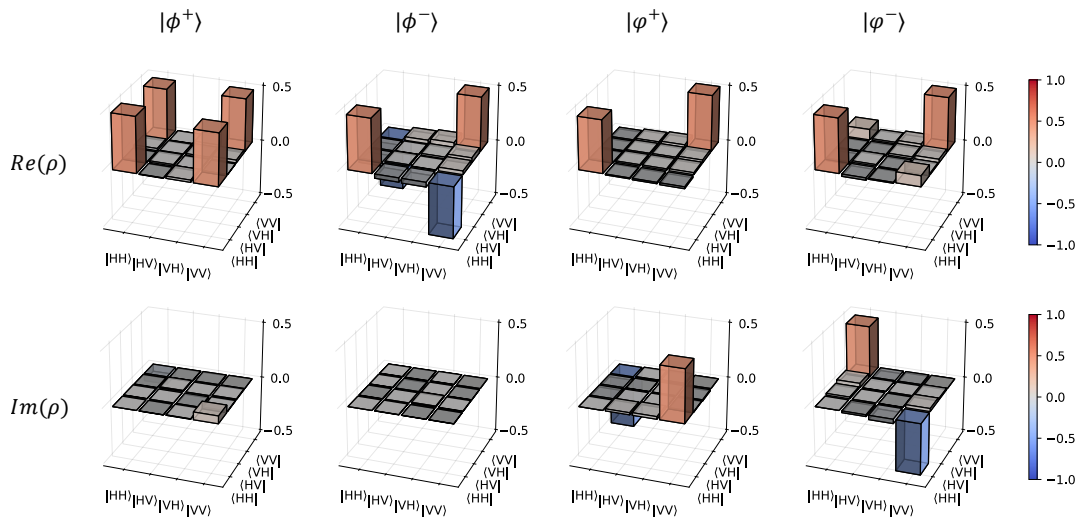 |ϕ⁺⟩ |ϕ⁻⟩ |φ⁺⟩ |φ⁻⟩
Re(ρ)
0.5
0.0
−0.5
⟨VV|
⟨VH|
⟨HV|
⟨HH|
|HH⟩ |HV⟩ |VH⟩ |VV⟩
0.5
0.0
−0.5
⟨VV|
⟨VH|
⟨HV|
⟨HH|
|HH⟩ |HV⟩ |VH⟩ |VV⟩
0.5
0.0
−0.5
⟨VV|
⟨VH|
⟨HV|
⟨HH|
|HH⟩ |HV⟩ |VH⟩ |VV⟩
0.5
0.0
−0.5
⟨VV|
⟨VH|
⟨HV|
⟨HH|
|HH⟩ |HV⟩ |VH⟩ |VV⟩
1.0
0.5
0.0
−0.5
−1.0
Im(ρ)
0.5
0.0
−0.5
⟨VV|
⟨VH|
⟨HV|
⟨HH|
|HH⟩ |HV⟩ |VH⟩ |VV⟩
0.5
0.0
−0.5
⟨VV|
⟨VH|
⟨HV|
⟨HH|
|HH⟩ |HV⟩ |VH⟩ |VV⟩
0.5
0.0
−0.5
⟨VV|
⟨VH|
⟨HV|
⟨HH|
|HH⟩ |HV⟩ |VH⟩ |VV⟩
0.5
0.0
−0.5
⟨VV|
⟨VH|
⟨HV|
⟨HH|
|HH⟩ |HV⟩ |VH⟩ |VV⟩
1.0
0.5
0.0
−0.5
−1.0